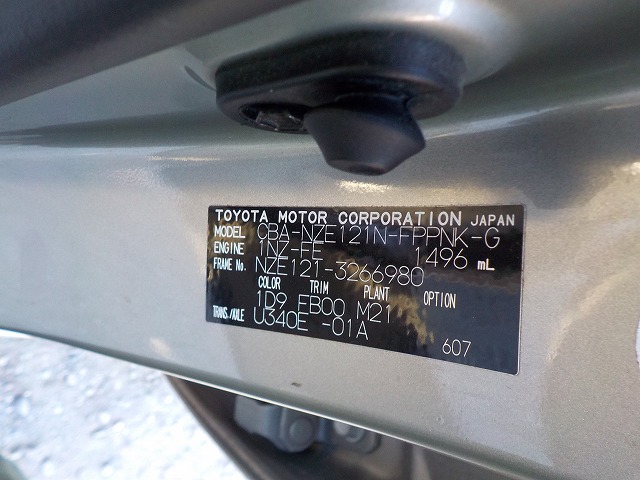 TOYOTA MOTOR CORPORATION JAPAN
MODEL CBA-NZE121N-FPPNK-G
ENGINE 1NZ-FE 1496 mL
FRAME No. NZE121-3266980
COLOR TRIM PLANT OPTION
1D9 FB00 M21
TRANS./AXLE U340E -01A
607